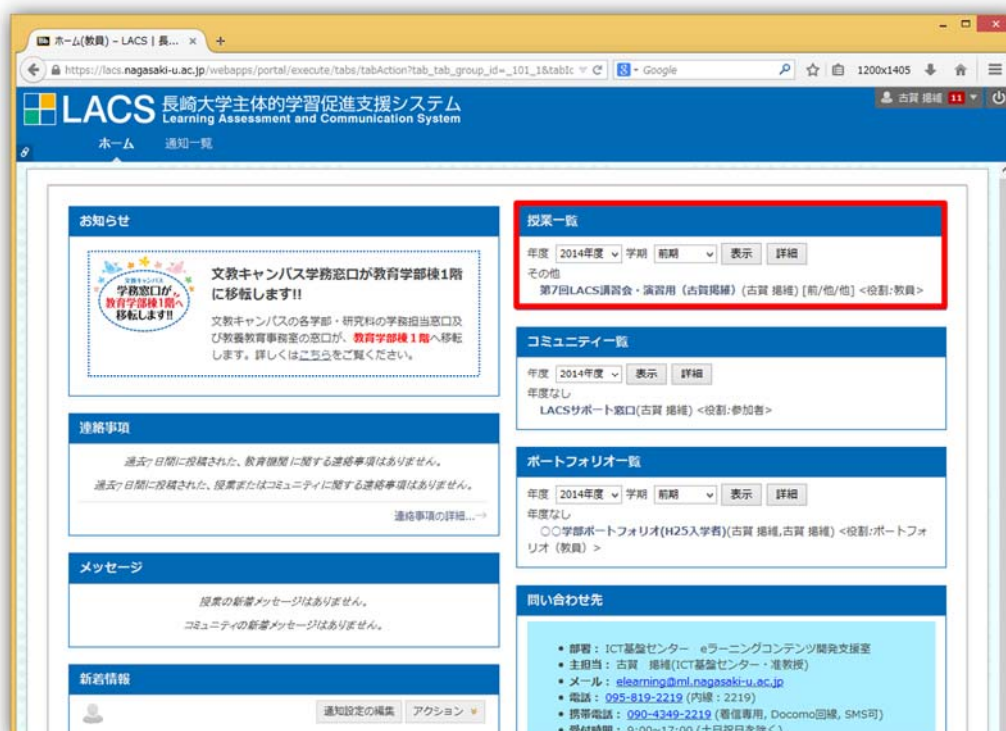 ホーム(教員) – LACS | 長... × +
https://lacs.nagasaki-u.ac.jp/webapps/portal/execute/tabs/tabAction?tab_tab_group_id=_101_1&tabIc
Google
1200x1405
LACS 長崎大学主体的学習促進支援システム
Learning Assessment and Communication System
古賀 掲維 11
ホーム 通知一覧
お知らせ
文教キャンパス
学務窓口が
教育学部棟1階へ
移転します!!
文教キャンパス学務窓口が教育学部棟1階
に移転します!!
文教キャンパスの各学部・研究科の学務担当窓口及
び教養教育事務室の窓口が、教育学部棟1階へ移転
します。詳しくはこちらをご覧ください。
連絡事項
過去7日間に投稿された、教育機関に関する連絡事項はありません。
過去7日間に投稿された、授業またはコミュニティに関する連絡事項はありません。
連絡事項の詳細...→
メッセージ
授業の新着メッセージはありません。
コミュニティの新着メッセージはありません。
新着情報
通知設定の編集 アクション
授業一覧
年度 2014年度 学期 前期 表示 詳細
その他
第7回LACS講習会・演習用（古賀掲維）(古賀 掲維) [前/他/他] <役割:教員>
コミュニティ一覧
年度 2014年度 表示 詳細
年度なし
LACSサポート窓口(古賀 掲維) <役割:参加者>
ポートフォリオ一覧
年度 2014年度 学期 前期 表示 詳細
年度なし
○○学部ポートフォリオ(H25入学者)(古賀 掲維,古賀 掲維) <役割:ポートフォ
リオ（教員）>
問い合わせ先
• 部署： ICT基盤センター eラーニングコンテンツ開発支援室
• 主担当： 古賀 掲維(ICT基盤センター・准教授)
• メール： elearning@ml.nagasaki-u.ac.jp
• 電話： 095-819-2219 (内線：2219)
• 携帯電話： 090-4349-2219 (着信専用, Docomo回線, SMS可)
• 受付時間： 9:00~17:00 (土日祝日を除く)